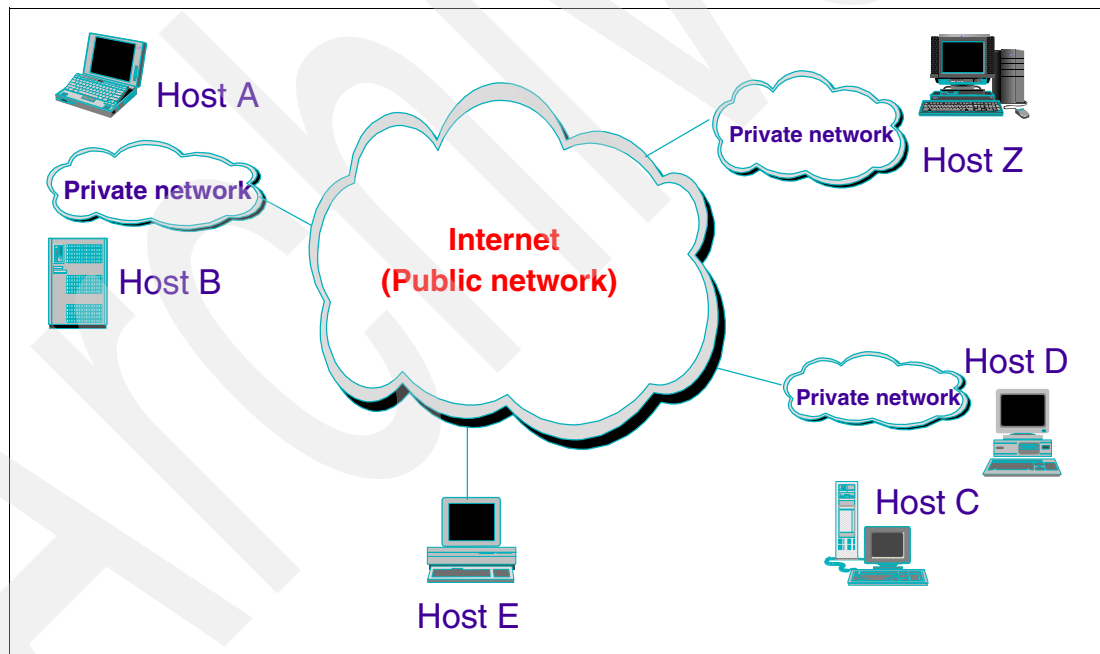 Host A
Private network
Host Z
Private network
Internet
(Public network)
Host B
Host D
Private network
Host C
Host E